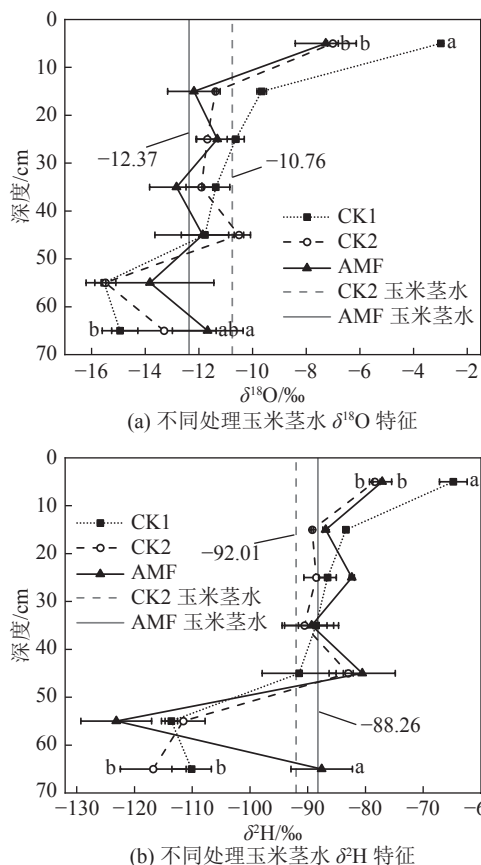 0
10
20
30
40
50
60
70
深度/cm
b b
a
−12.37
−10.76
CK1
CK2
AMF
CK2 玉米茎水
AMF 玉米茎水
b
ab a
−16
−14
−12
−10
−8
−6
−4
−2
δ¹⁸O/‰
(a) 不同处理玉米茎水 δ¹⁸O 特征
0
10
20
30
40
50
60
70
深度/cm
b b
a
CK1
CK2
AMF
CK2 玉米茎水
AMF 玉米茎水
−92.01
−88.26
b
b
a
−130
−120
−110
−100
−90
−80
−70
−60
δ²H/‰
(b) 不同处理玉米茎水 δ²H 特征